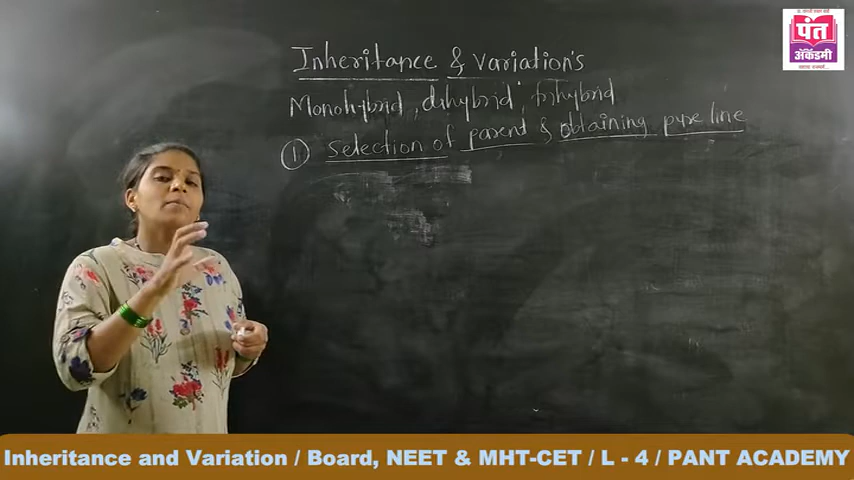 पंत
अ‍ॅकॅडमी
Inheritance & Variation's
Monohybrid, dihybrid, trihybrid
① Selection of parent & obtaining pure line
Inheritance and Variation / Board, NEET & MHT-CET / L - 4 / PANT ACADEMY